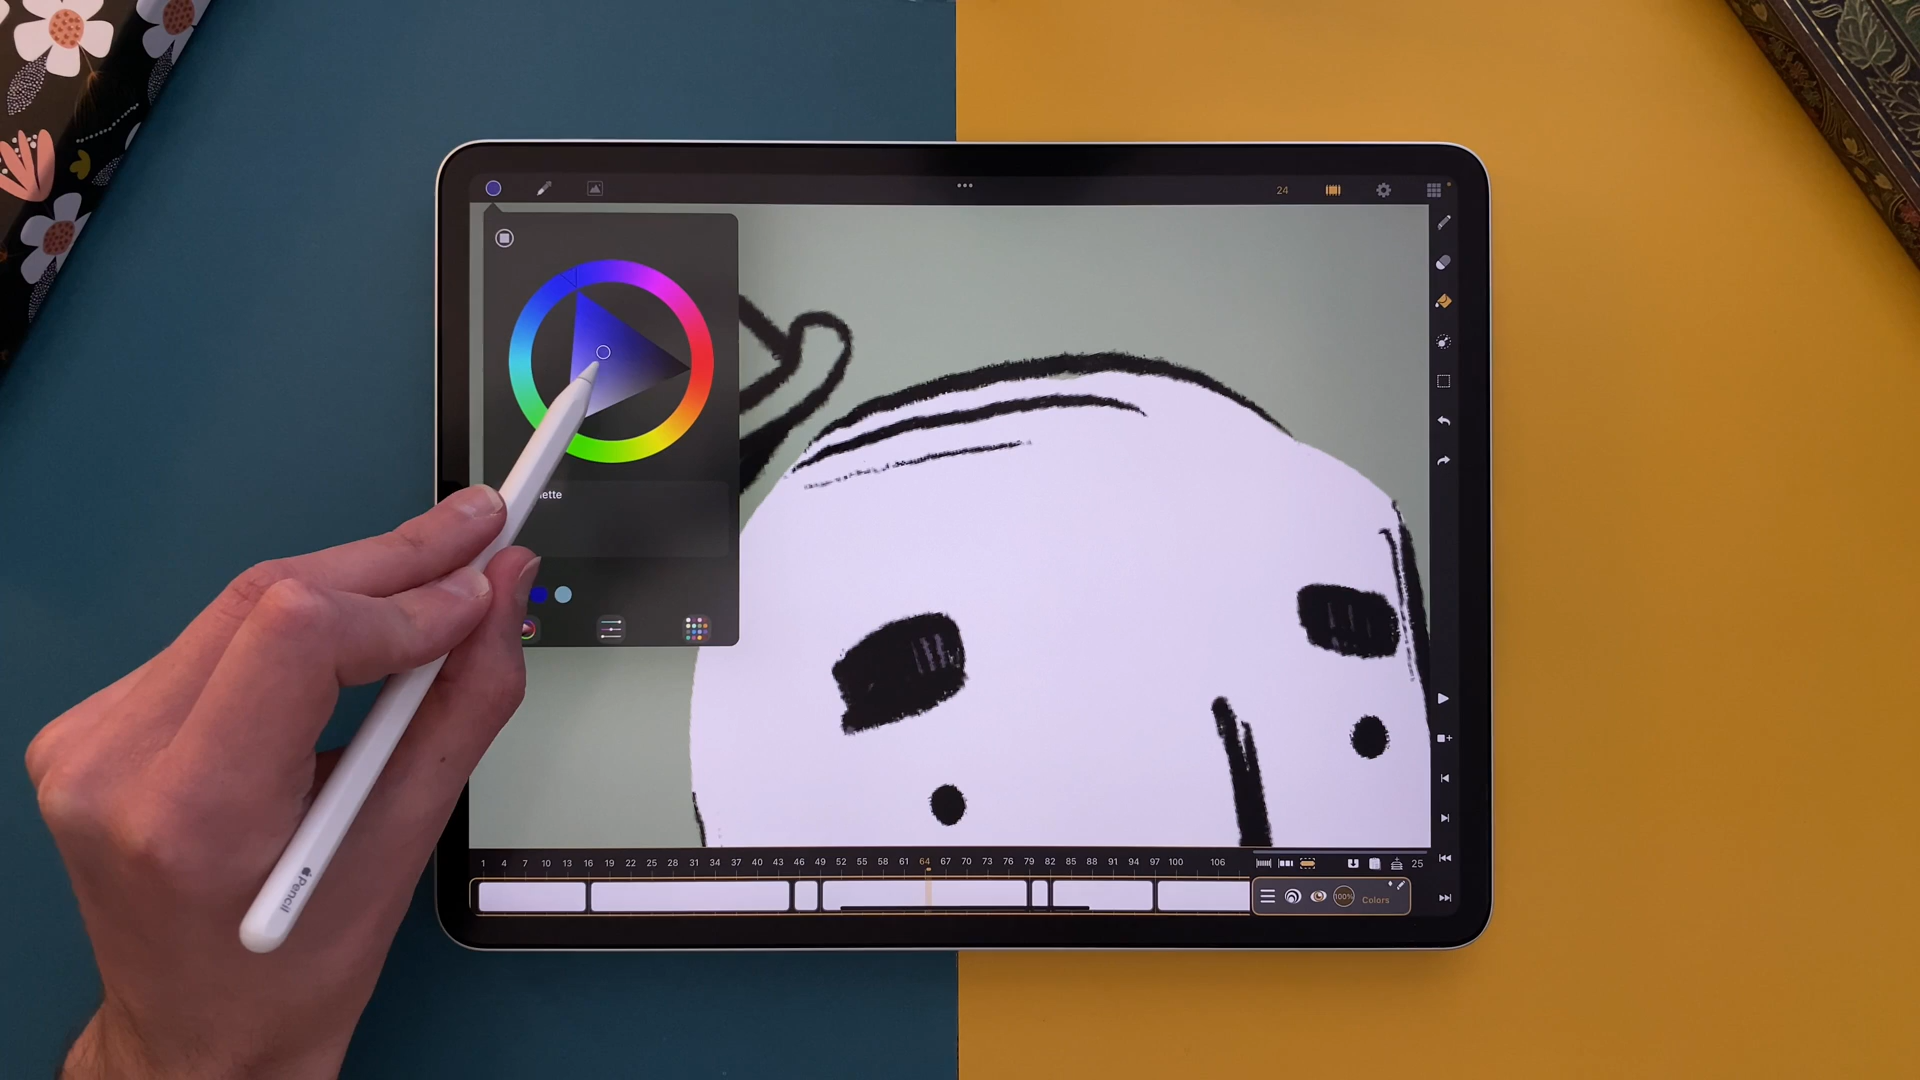 24
lette
1 4 7 10 13 16 19 22 25 28 31 34 37 40 43 46 49 52 55 58 61 64 67 70 73 76 79 82 85 88 91 94 97 100 106
25
100% Colors
Pencil